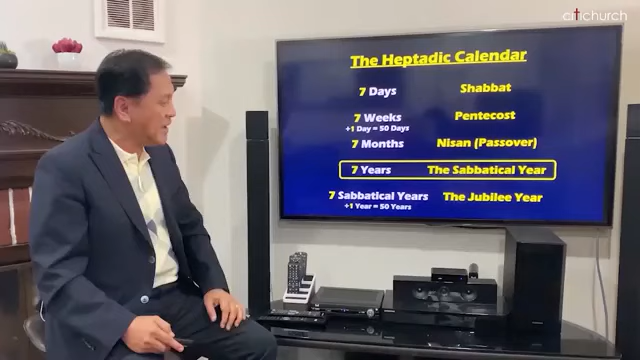 crtchurch
The Heptadic Calendar
7 Days Shabbat
7 Weeks Pentecost
+1 Day = 50 Days
7 Months Nisan (Passover)
7 Years The Sabbatical Year
7 Sabbatical Years The Jubilee Year
+1 Year = 50 Years